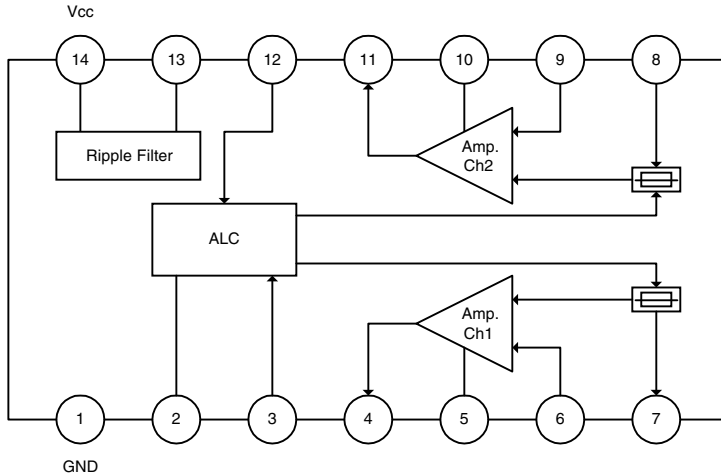 Vcc
14 13 12 11 10 9 8
Ripple Filter
Amp.
Ch2
ALC
Amp.
Ch1
1 2 3 4 5 6 7
GND